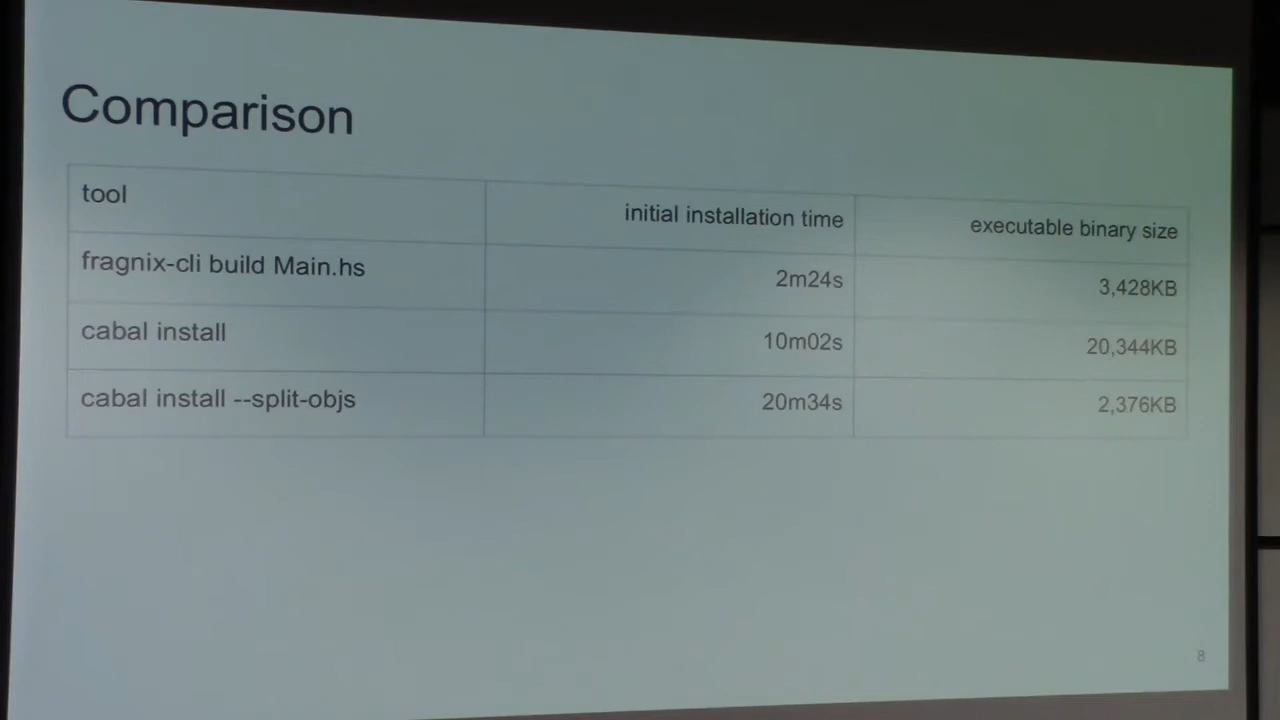 Comparison
tool initial installation time executable binary size
fragnix-cli build Main.hs 2m24s 3,428KB
cabal install 10m02s 20,344KB
cabal install --split-objs 20m34s 2,376KB
8